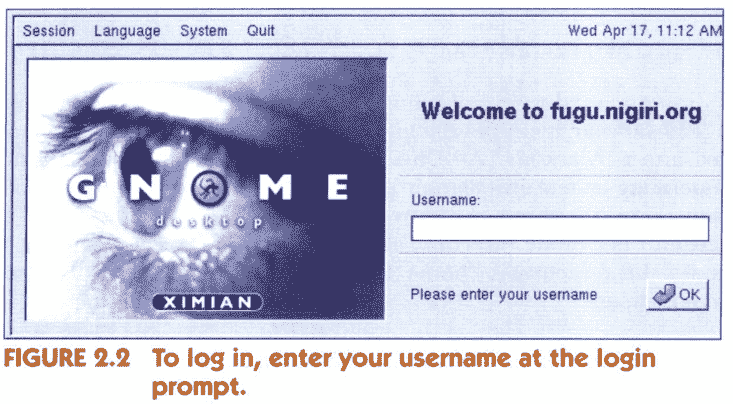 Session Language System Quit Wed Apr 17, 11:12 AM
Welcome to fugu.nigiri.org
GNOME
desktop
XIMIAN
Username:
Please enter your username OK
FIGURE 2.2 To log in, enter your username at the login
prompt.